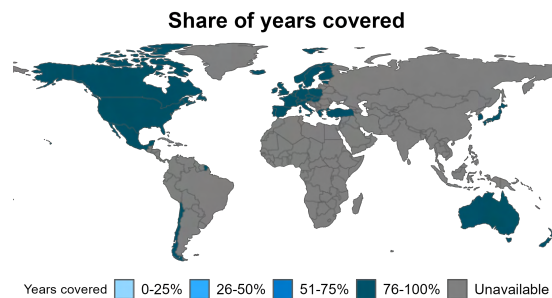 Share of years covered
Years covered 0-25% 26-50% 51-75% 76-100% Unavailable